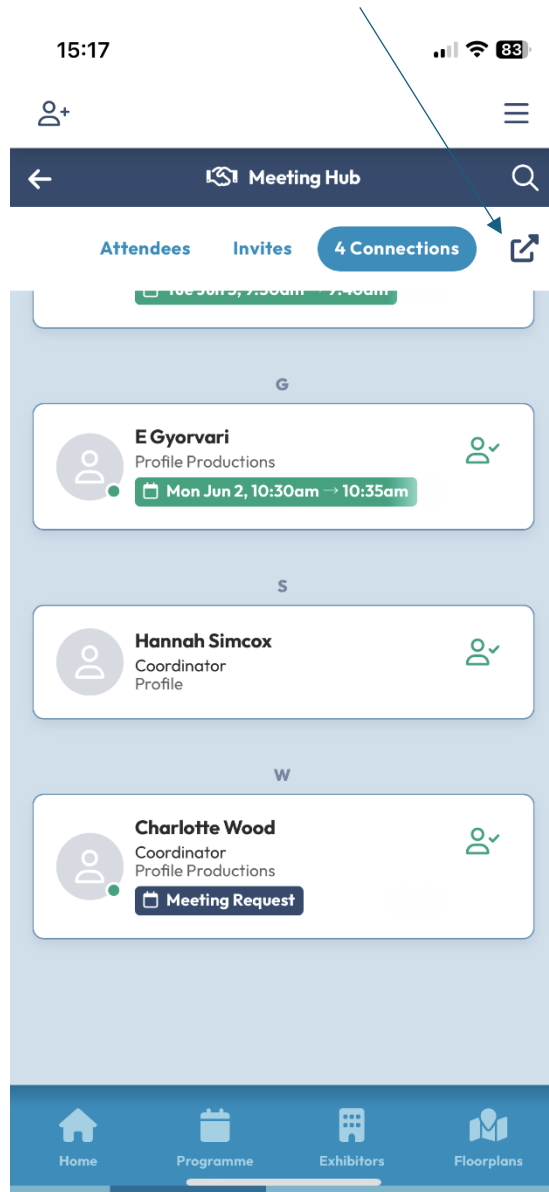 15:17
83
Meeting Hub
Attendees
Invites
4 Connections
G
E Gyorvari
Profile Productions
Mon Jun 2, 10:30am → 10:35am
S
Hannah Simcox
Coordinator
Profile
W
Charlotte Wood
Coordinator
Profile Productions
Meeting Request
Home
Programme
Exhibitors
Floorplans